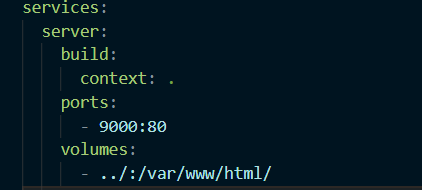 services:
  server:
    build:
      context: .
    ports:
      - 9000:80
    volumes:
      - ../:/var/www/html/